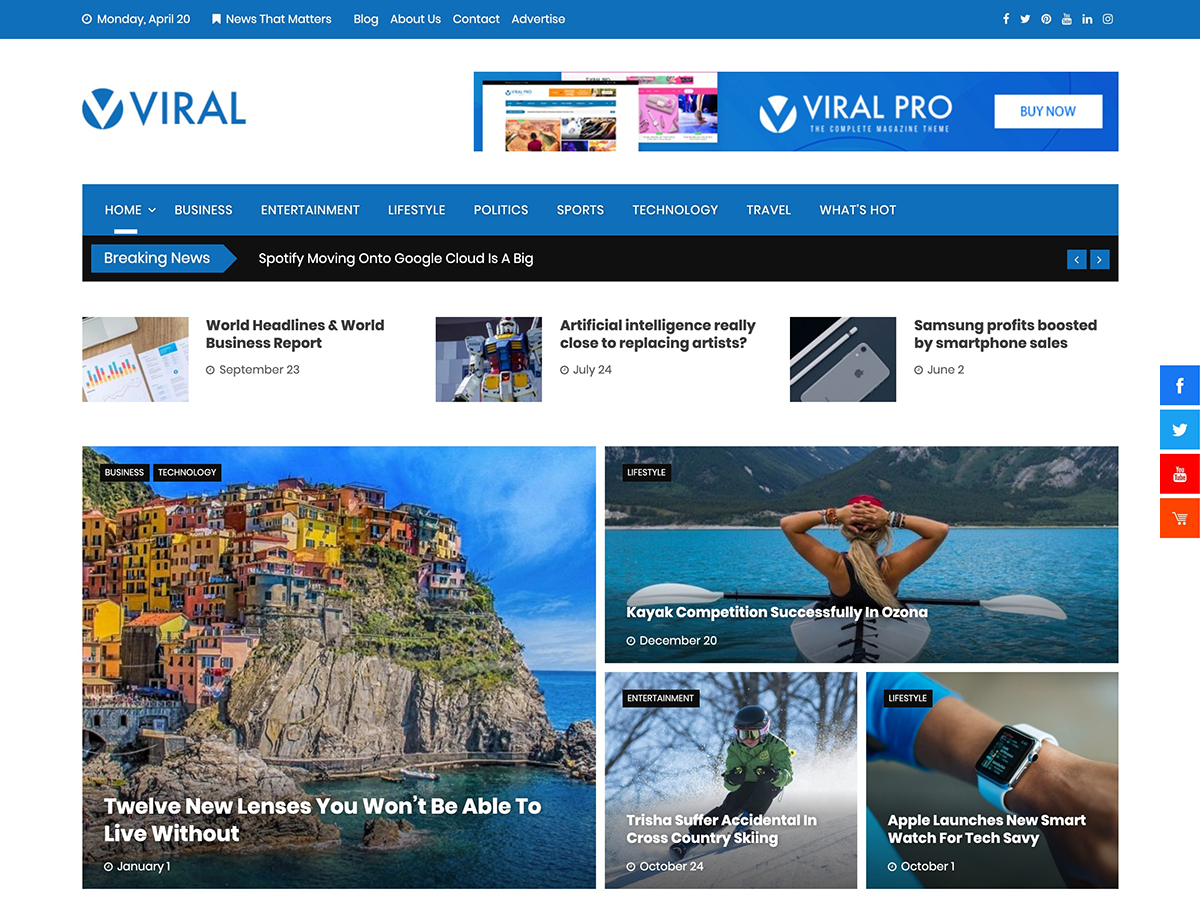 Monday, April 20 News That Matters Blog About Us Contact Advertise
VIRAL
VIRAL PRO
VIRAL PRO
THE COMPLETE MAGAZINE THEME
BUY NOW
HOME BUSINESS ENTERTAINMENT LIFESTYLE POLITICS SPORTS TECHNOLOGY TRAVEL WHAT'S HOT
Breaking News Spotify Moving Onto Google Cloud Is A Big
World Headlines & World
Business Report
September 23
Artificial intelligence really
close to replacing artists?
July 24
Samsung profits boosted
by smartphone sales
June 2
BUSINESS TECHNOLOGY
Twelve New Lenses You Won't Be Able To
Live Without
January 1
LIFESTYLE
Kayak Competition Successfully In Ozona
December 20
ENTERTAINMENT
Trisha Suffer Accidental In
Cross Country Skiing
October 24
LIFESTYLE
Apple Launches New Smart
Watch For Tech Savy
October 1
You
Tube